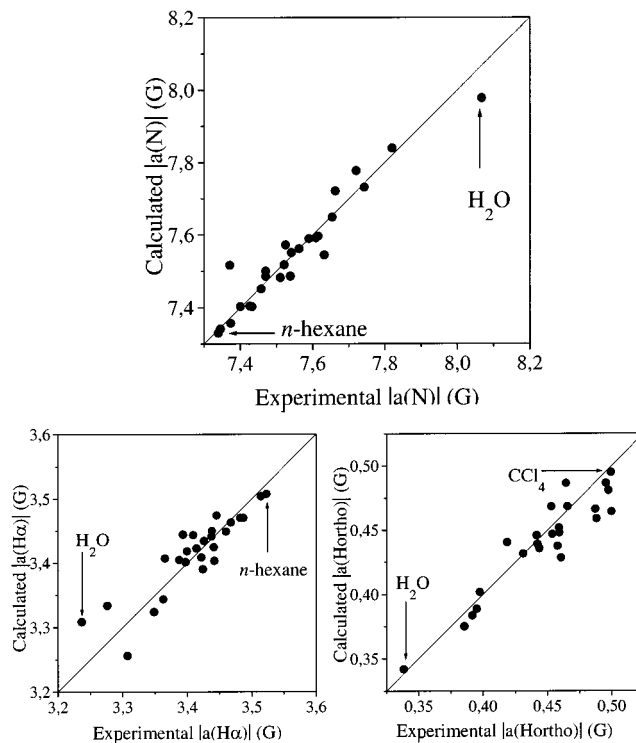 8,2
8,0
7,8
7,6
7,4
Calculated |a(N)| (G)
H2O
n-hexane
7,4 7,6 7,8 8,0 8,2
Experimental |a(N)| (G)
3,6
3,5
3,4
3,3
3,2
Calculated |a(Hα)| (G)
H2O
n-hexane
3,2 3,3 3,4 3,5 3,6
Experimental |a(Hα)| (G)
0,50
0,45
0,40
0,35
Calculated |a(Hortho)| (G)
CCl4
H2O
0,35 0,40 0,45 0,50
Experimental |a(Hortho)| (G)